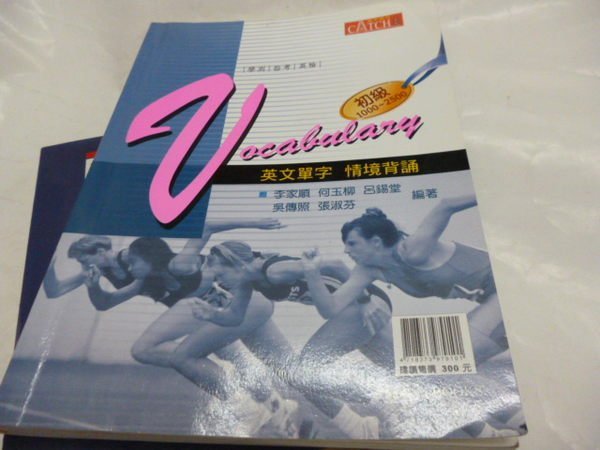 CATCH
學測 指考 英檢
初級
1000~2500
Vocabulary
英文單字 情境背誦
李家順 何玉柳 呂錫堂
吳傳照 張淑芬
編著
4718373970101
建議售價 300 元